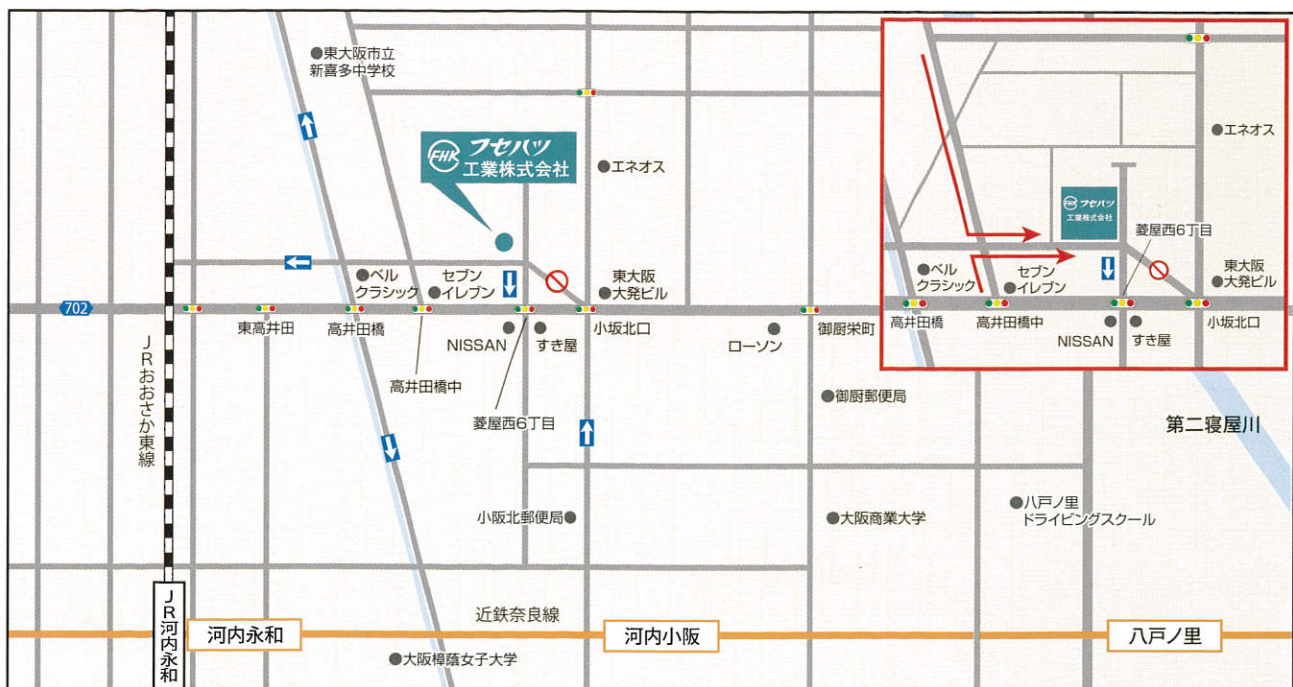 東大阪市立
新喜多中学校
FHK フセハツ
工業株式会社
エネオス
ベル
クラシック
セブン
イレブン
東大阪
大発ビル
702
東高井田
高井田橋
高井田橋中
NISSAN
すき屋
菱屋西6丁目
小坂北口
ローソン
御厨栄町
御厨郵便局
JRおおさか東線
小阪北郵便局
大阪商業大学
八戸ノ里
ドライビングスクール
第二寝屋川
近鉄奈良線
JR河内永和
河内永和
河内小阪
八戸ノ里
大阪樟蔭女子大学
エネオス
FHK フセハツ
工業株式会社
菱屋西6丁目
ベル
クラシック
セブン
イレブン
東大阪
大発ビル
高井田橋
高井田橋中
NISSAN
すき屋
小坂北口